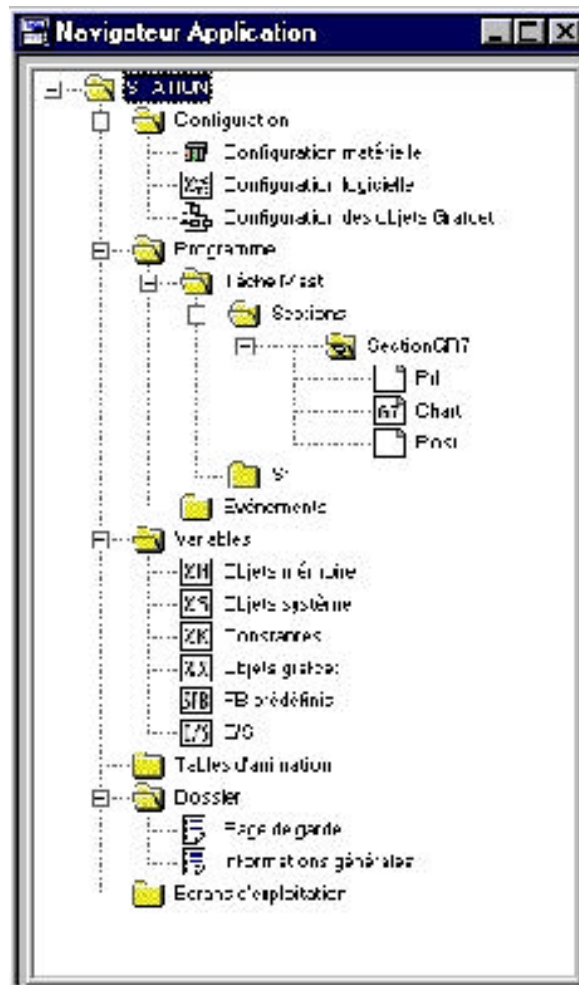 Navigateur Application
STATION
Configuration
Configuration matérielle
Configuration logicielle
Configuration des objets Grafcet
Programme
Tâche Mast
Sections
Section
Chart
Post
Sr
Evénements
Variables
Objets mémoire
Objets système
Constantes
Objets grafcet
FB prédéfinis
E/S
Tables d'animation
Dossier
Page de garde
Informations générales
Ecrans d'exploitation